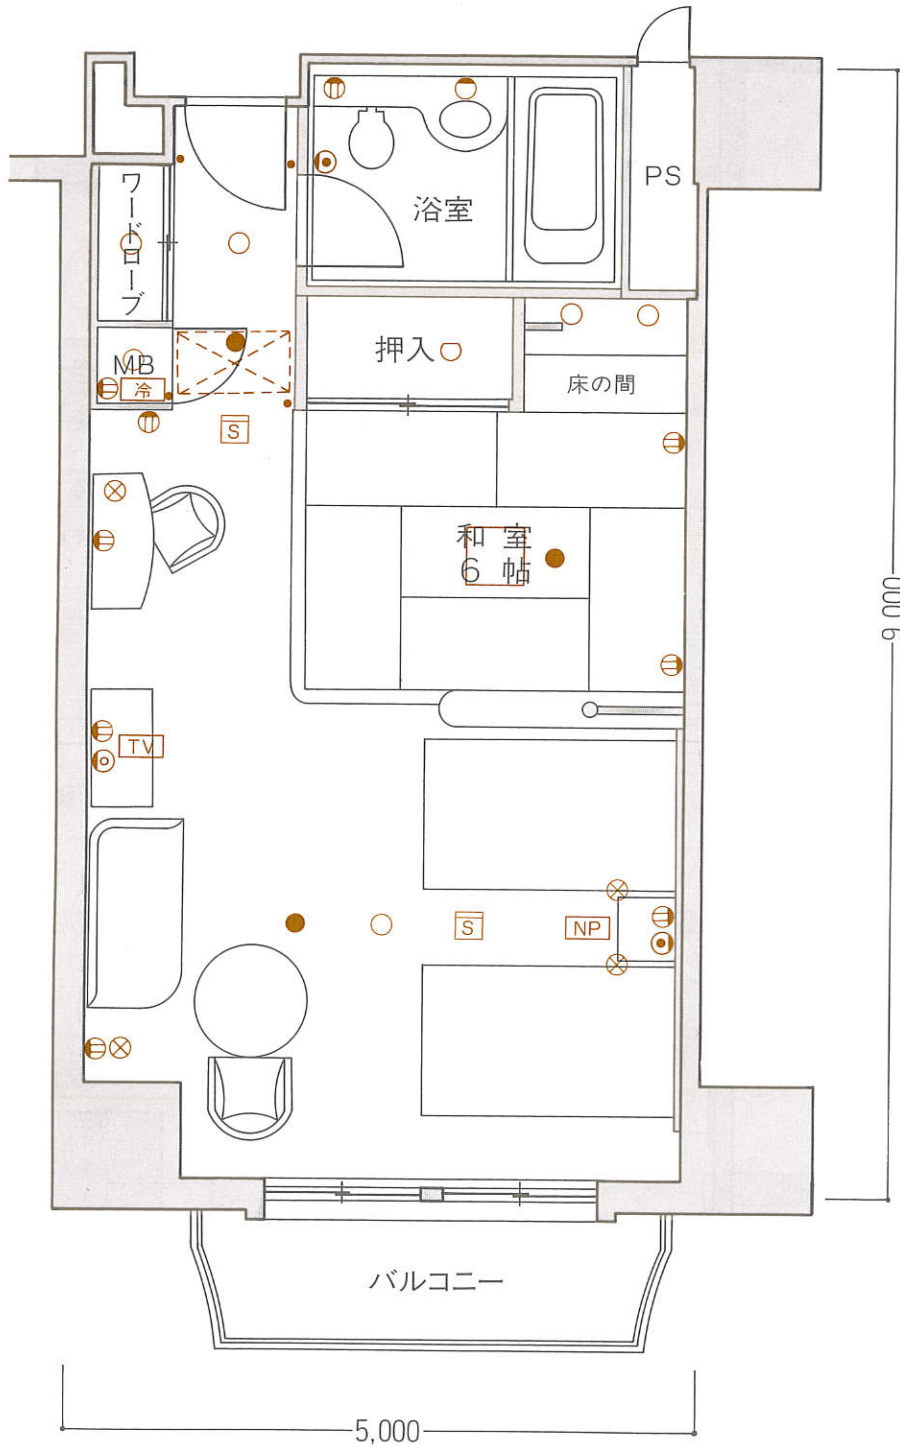 ワードローブ
浴室
PS
押入
床の間
MB
冷
S
和室
6帖
TV
S
NP
バルコニー
9,000
5,000